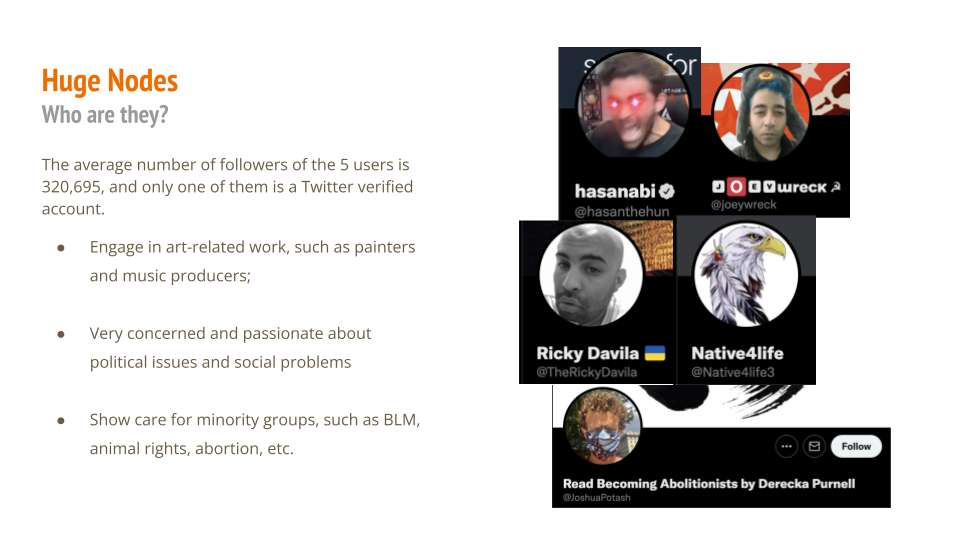 Huge Nodes
Who are they?
The average number of followers of the 5 users is
320,695, and only one of them is a Twitter verified
account.
● Engage in art-related work, such as painters
and music producers;
● Very concerned and passionate about
political issues and social problems
● Show care for minority groups, such as BLM,
animal rights, abortion, etc.
for
hasanabi
@hasanthehun
🅹🅾🅴🆅wreck ☭
@joeywreck
Ricky Davila 🇺🇦
@TheRickyDavila
Native4life
@Native4life3
Follow
Read Becoming Abolitionists by Derecka Purnell
@JoshuaPotash